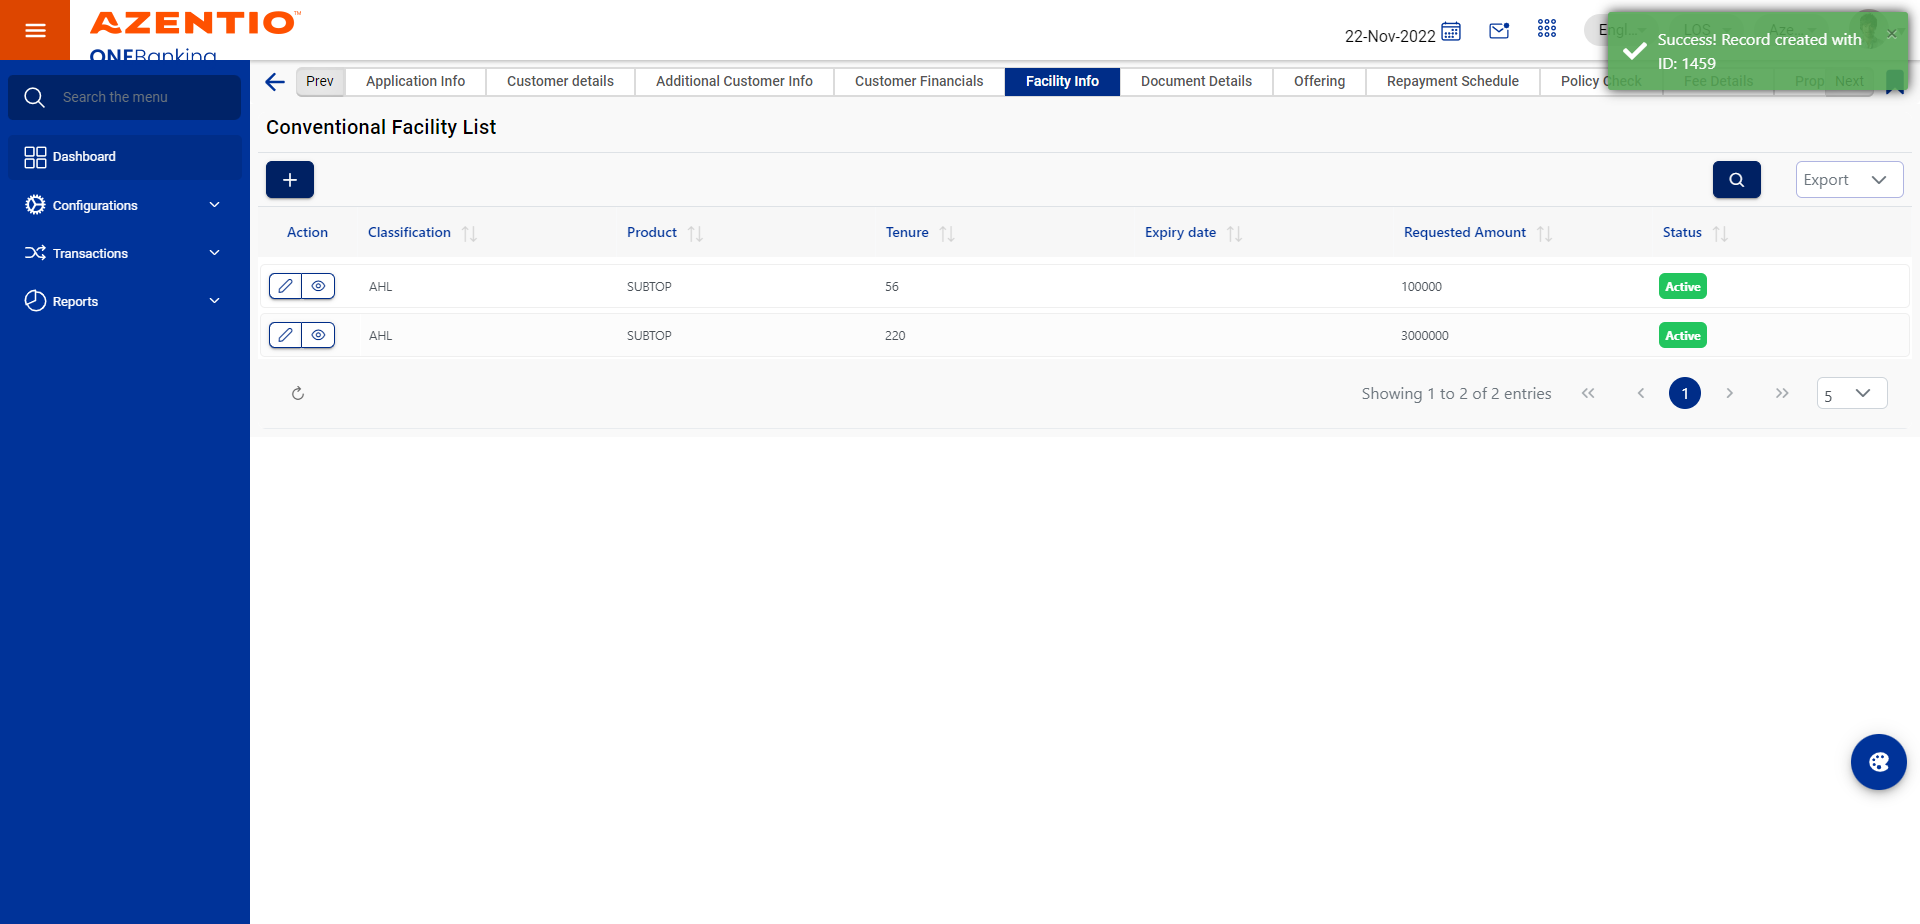 AZENTIO™
ONEBanking
22-Nov-2022
Success! Record created with
ID: 1459
Search the menu
Dashboard
Configurations
Transactions
Reports
Prev
Application Info
Customer details
Additional Customer Info
Customer Financials
Facility Info
Document Details
Offering
Repayment Schedule
Policy Check
Fee Details
Prop
Next
Conventional Facility List
Export
Action
Classification
Product
Tenure
Expiry date
Requested Amount
Status
AHL SUBTOP 56 100000 Active
AHL SUBTOP 220 3000000 Active
Showing 1 to 2 of 2 entries
1
5